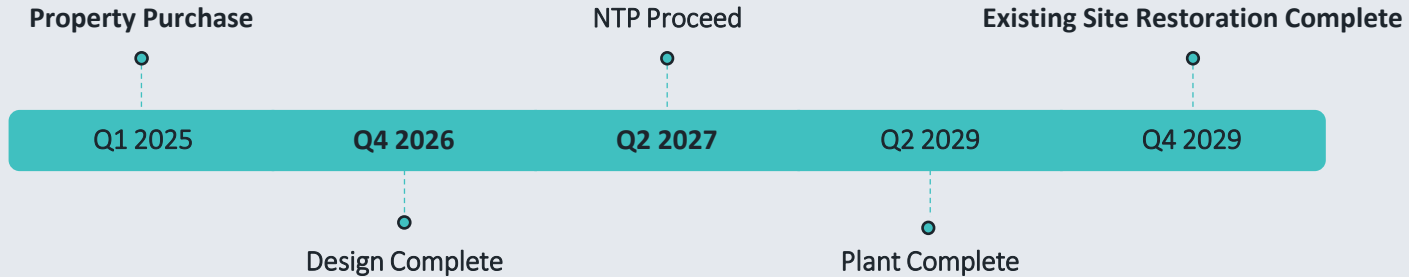 Property Purchase
NTP Proceed
Existing Site Restoration Complete
Q1 2025
Q4 2026
Q2 2027
Q2 2029
Q4 2029
Design Complete
Plant Complete